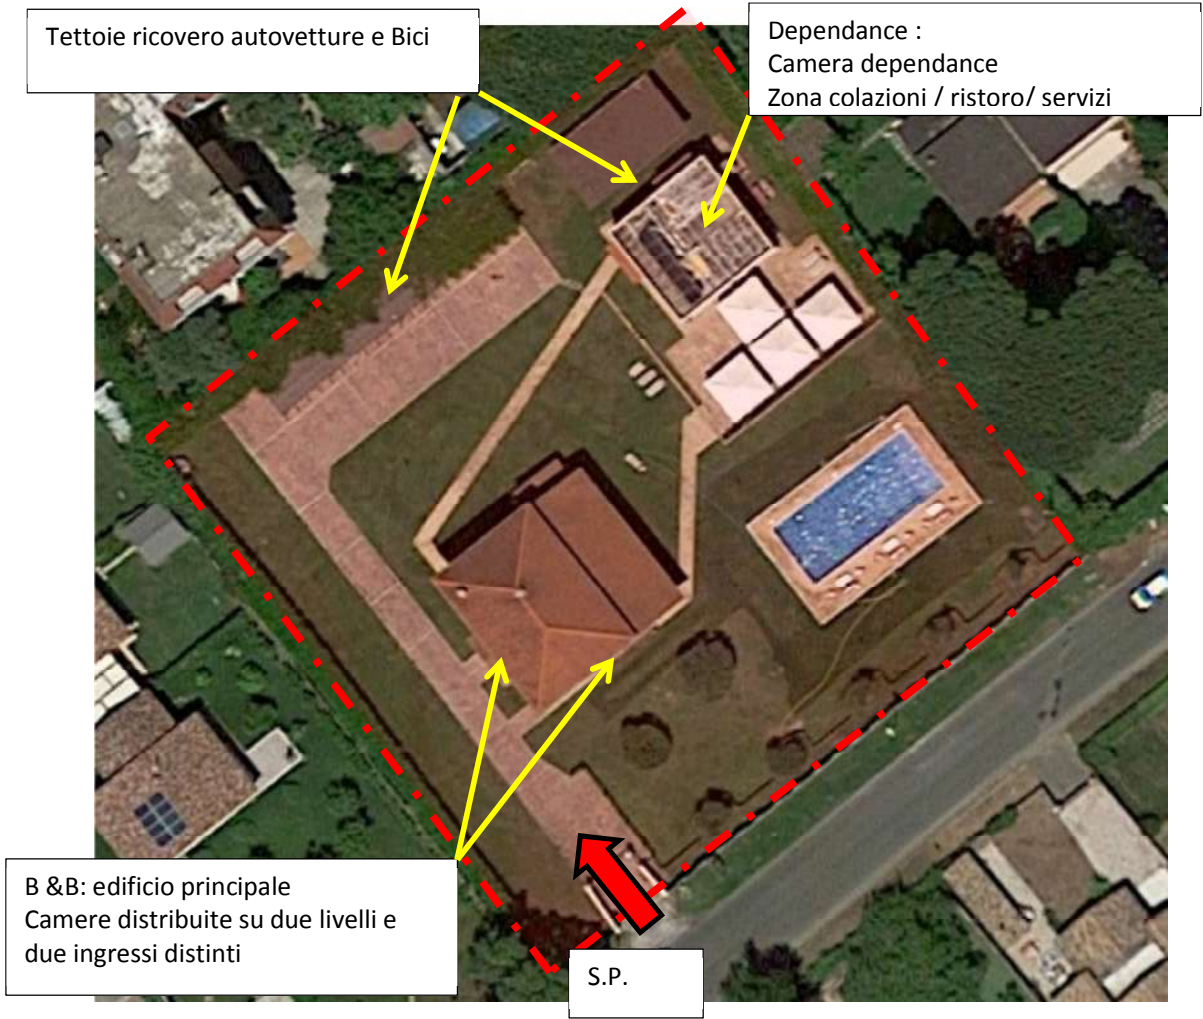 Tettoie ricovero autovetture e Bici
Dependance :
Camera dependance
Zona colazioni / ristoro/ servizi
B &B: edificio principale
Camere distribuite su due livelli e
due ingressi distinti
S.P.